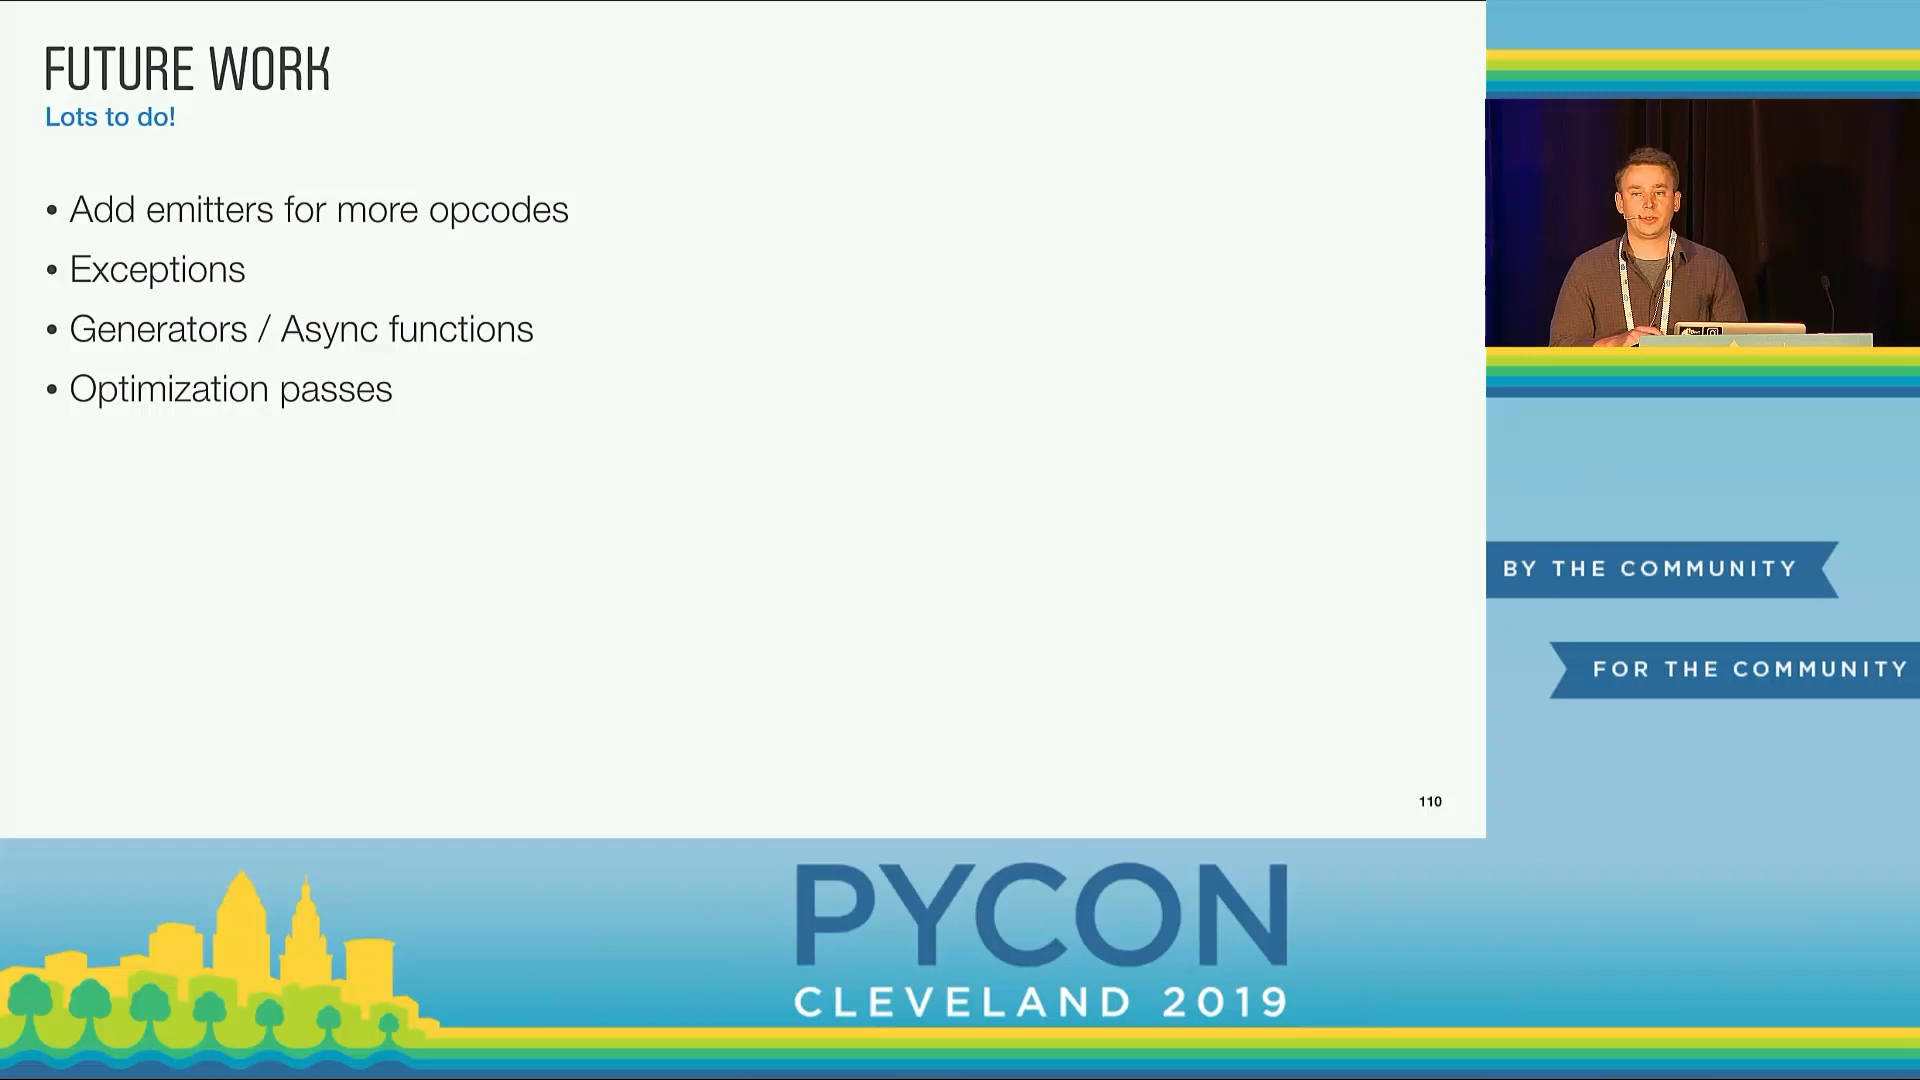 FUTURE WORK
Lots to do!
• Add emitters for more opcodes
• Exceptions
• Generators / Async functions
• Optimization passes
110
BY THE COMMUNITY
FOR THE COMMUNITY
PYCON
CLEVELAND 2019